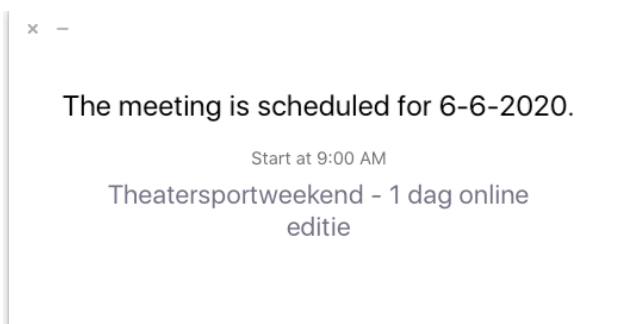 The meeting is scheduled for 6-6-2020.
Start at 9:00 AM
Theatersportweekend - 1 dag online
editie